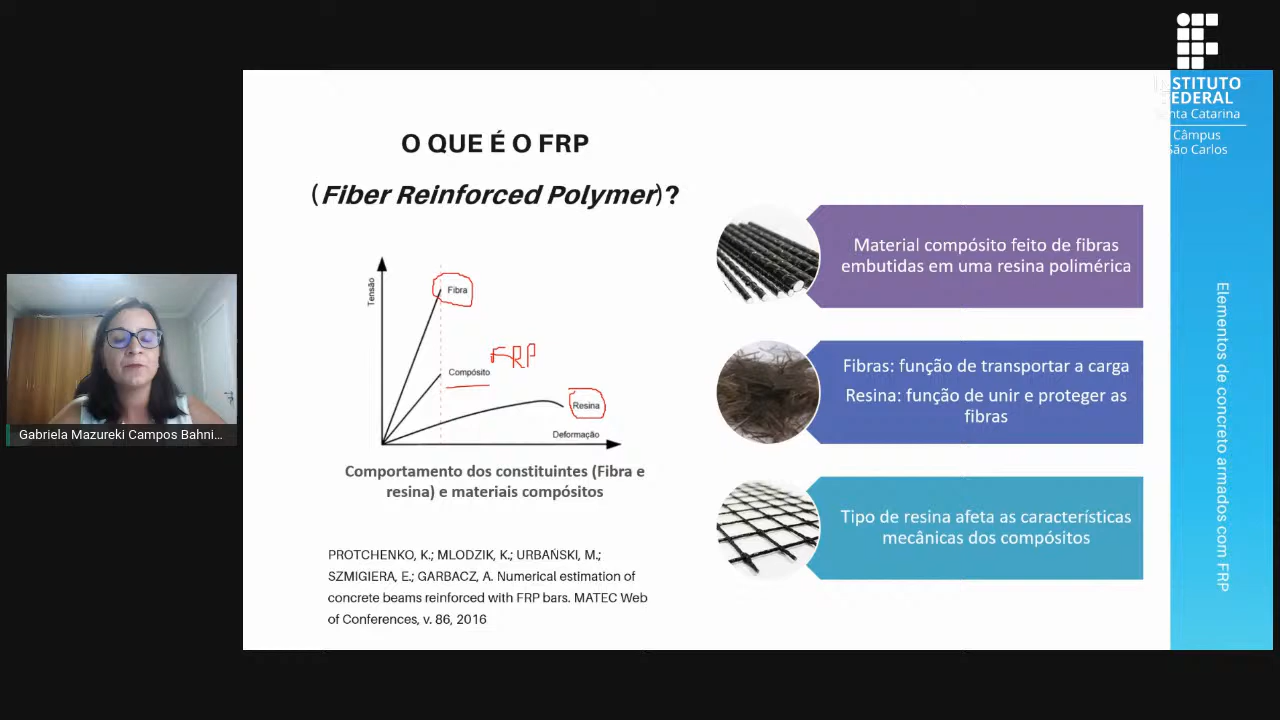 INSTITUTO
FEDERAL
Santa Catarina
Câmpus
São Carlos
O QUE É O FRP
(Fiber Reinforced Polymer)?
Tensão
Fibra
Compósito
FRP
Resina
Deformação
Comportamento dos constituintes (Fibra e
resina) e materiais compósitos
PROTCHENKO, K.; MLODZIK, K.; URBAŃSKI, M.;
SZMIGIERA, E.; GARBACZ, A. Numerical estimation of
concrete beams reinforced with FRP bars. MATEC Web
of Conferences, v. 86, 2016
Material compósito feito de fibras
embutidas em uma resina polimérica
Fibras: função de transportar a carga
Resina: função de unir e proteger as
fibras
Tipo de resina afeta as características
mecânicas dos compósitos
Elementos de concreto armados com FRP
Gabriela Mazureki Campos Bahni...